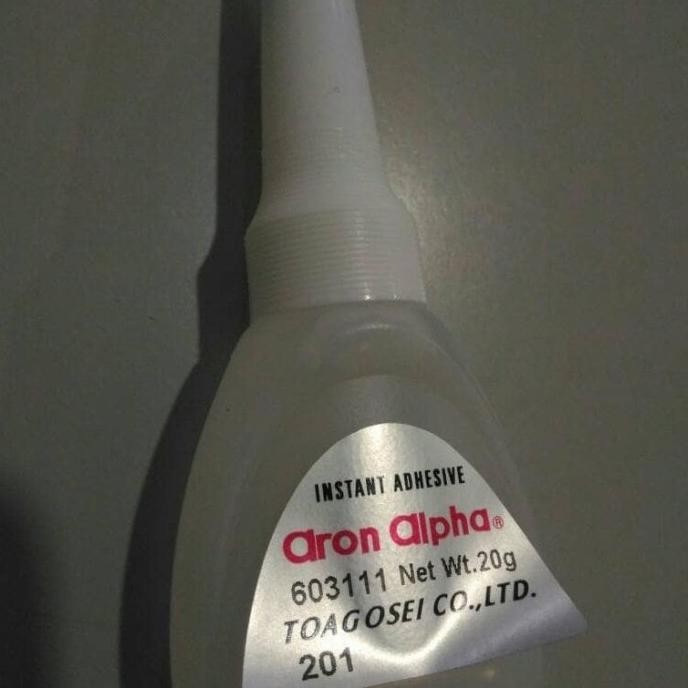 INSTANT ADHESIVE
aron alpha®
603111 Net Wt.20g
TOAGOSEI CO.,LTD.
201